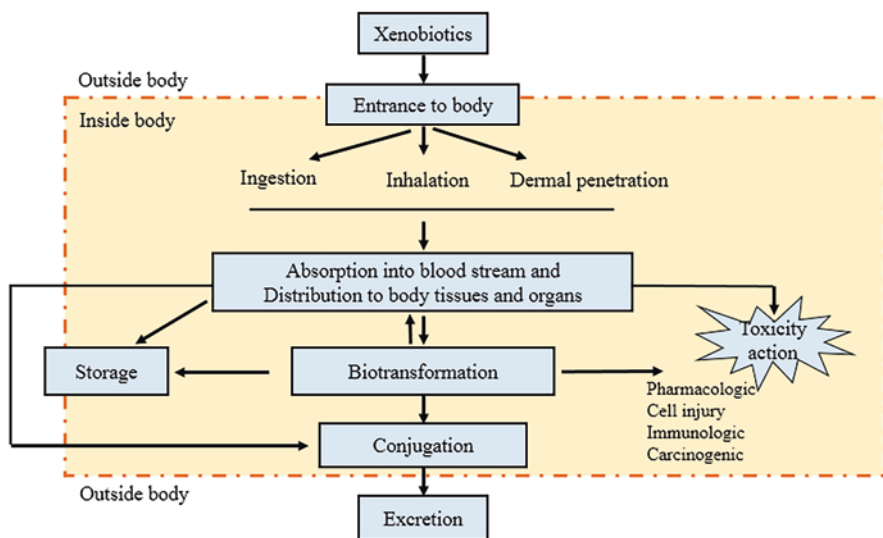 Xenobiotics
Outside body
Entrance to body
Inside body
Ingestion
Inhalation
Dermal penetration
Absorption into blood stream and
Distribution to body tissues and organs
Toxicity
action
Storage
Biotransformation
Pharmacologic
Cell injury
Immunologic
Carcinogenic
Conjugation
Outside body
Excretion